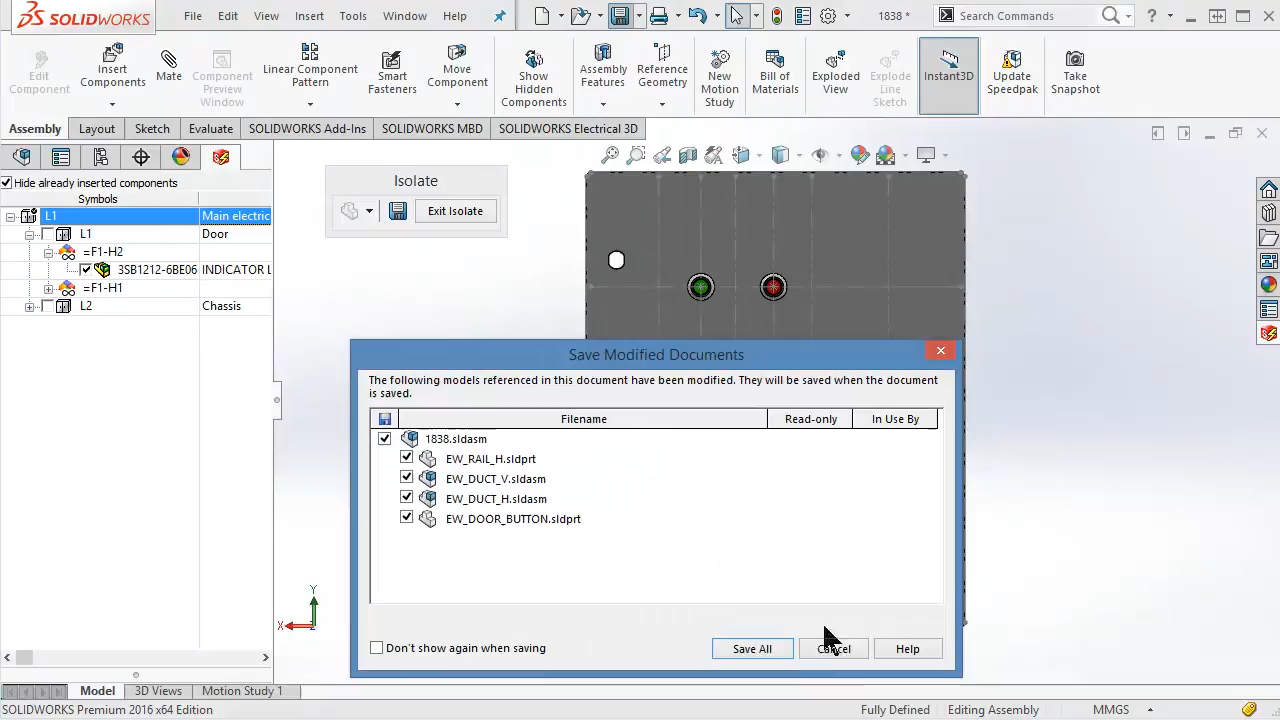 SOLIDWORKS File Edit View Insert Tools Window Help 1838 * Search Commands ?
Edit Component
Insert Components
Mate
Component Preview Window
Linear Component Pattern
Smart Fasteners
Move Component
Show Hidden Components
Assembly Features
Reference Geometry
New Motion Study
Bill of Materials
Exploded View
Explode Line Sketch
Instant3D
Update Speedpak
Take Snapshot
Assembly Layout Sketch Evaluate SOLIDWORKS Add-Ins SOLIDWORKS MBD SOLIDWORKS Electrical 3D
Hide already inserted components
Symbols
L1 Main electric
L1 Door
=F1-H2
3SB1212-6BE06 INDICATOR L
=F1-H1
L2 Chassis
Isolate
Exit Isolate
Save Modified Documents
The following models referenced in this document have been modified. They will be saved when the document
is saved.
Filename Read-only In Use By
1838.sldasm
EW_RAIL_H.sldprt
EW_DUCT_V.sldasm
EW_DUCT_H.sldasm
EW_DOOR_BUTTON.sldprt
Don't show again when saving Save All Cancel Help
Y
X
Model 3D Views Motion Study 1
SOLIDWORKS Premium 2016 x64 Edition Fully Defined Editing Assembly MMGS